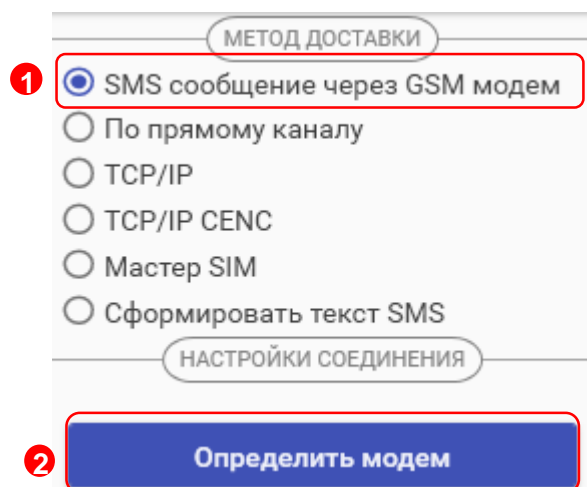 МЕТОД ДОСТАВКИ
1 SMS сообщение через GSM модем
По прямому каналу
TCP/IP
TCP/IP CENC
Мастер SIM
Сформировать текст SMS
НАСТРОЙКИ СОЕДИНЕНИЯ
2 Определить модем